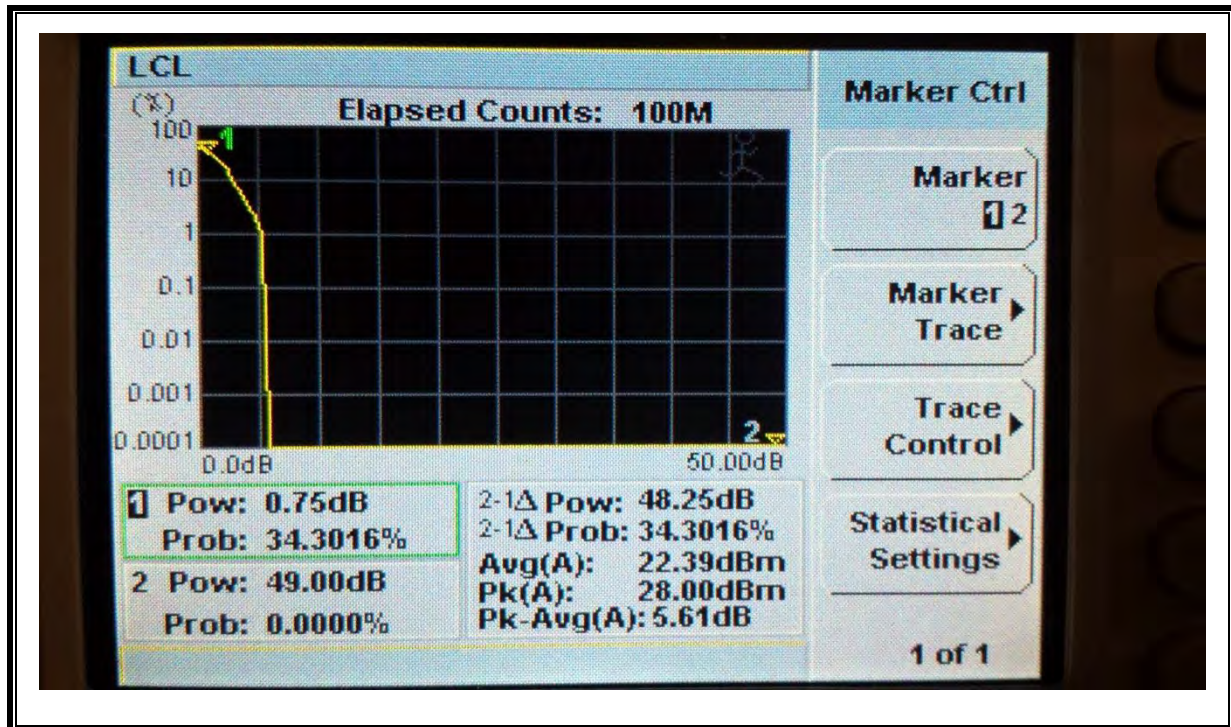 LCL
(%)
Elapsed Counts: 100M
100
10
1
0.1
0.01
0.001
0.0001
1
2
0.0dB
50.00dB
1 Pow: 0.75dB
Prob: 34.3016%
2 Pow: 49.00dB
Prob: 0.0000%
2-1Δ Pow: 48.25dB
2-1Δ Prob: 34.3016%
Avg(A): 22.39dBm
Pk(A): 28.00dBm
Pk-Avg(A): 5.61dB
Marker Ctrl
Marker
1 2
Marker
Trace
Trace
Control
Statistical
Settings
1 of 1